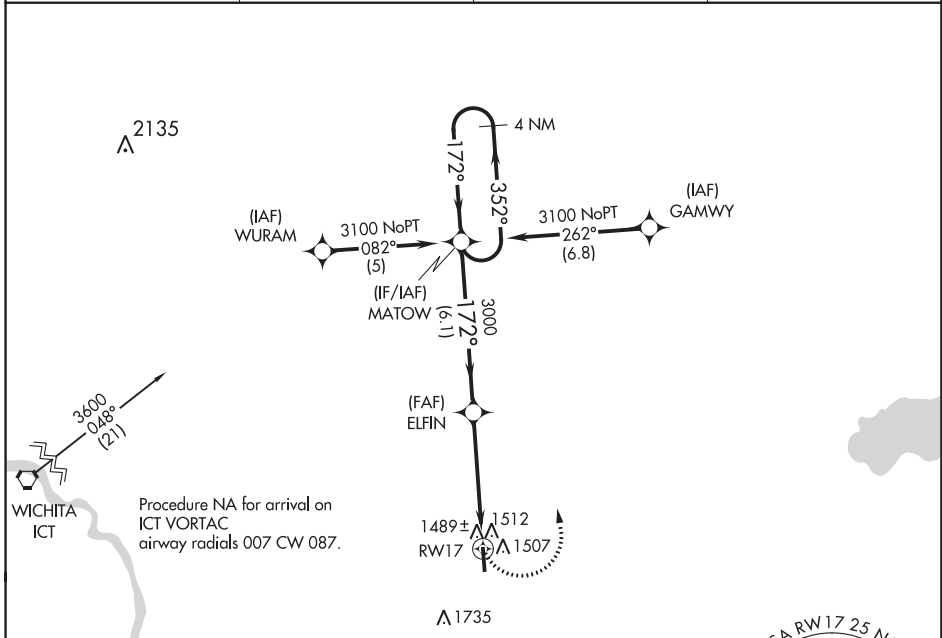 2135
4 NM
172°
352°
(IAF)
WURAM
3100 NoPT
082°
(5)
3100 NoPT
262°
(6.8)
(IAF)
GAMWY
(IF/IAF)
MATOW
3000
172°
(6.1)
(FAF)
ELFIN
3600
048°
(21)
WICHITA
ICT
Procedure NA for arrival on
ICT VORTAC
airway radials 007 CW 087.
1489±
1512
RW17
1507
1735
RW17 25